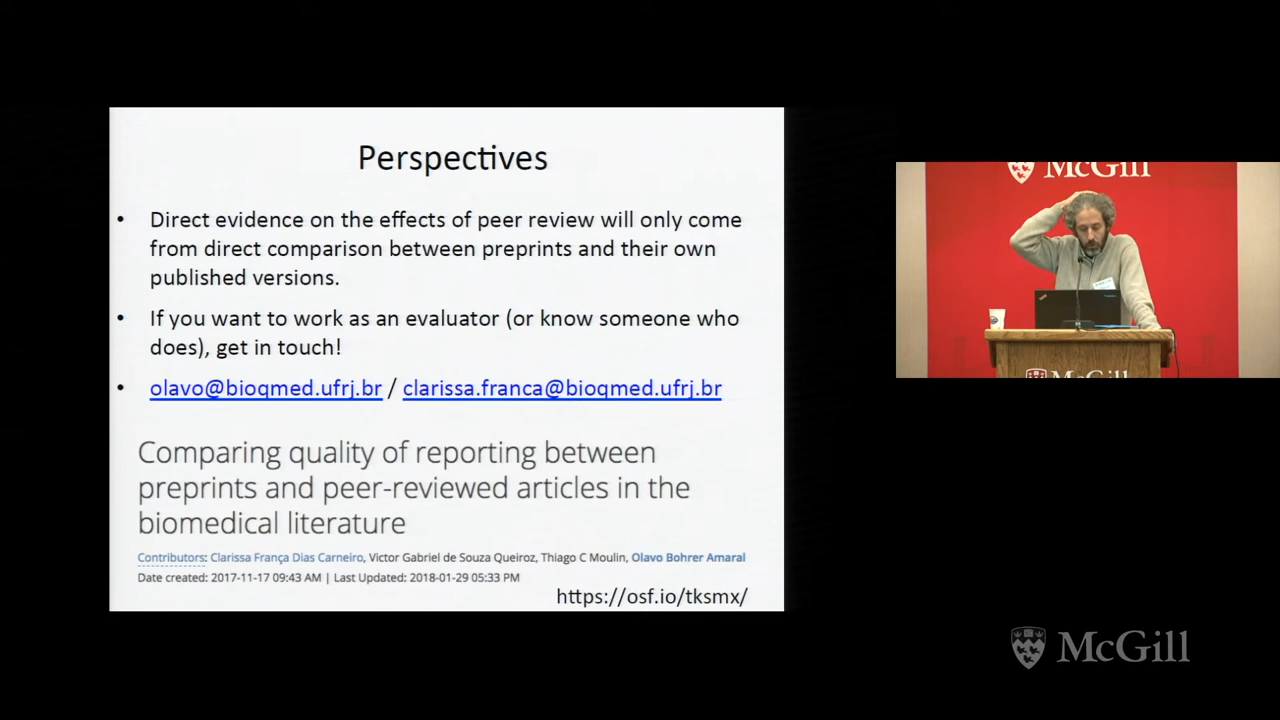 Perspectives
• Direct evidence on the effects of peer review will only come
from direct comparison between preprints and their own
published versions.
• If you want to work as an evaluator (or know someone who
does), get in touch!
• olavo@bioqmed.ufrj.br / clarissa.franca@bioqmed.ufrj.br
Comparing quality of reporting between
preprints and peer-reviewed articles in the
biomedical literature
Contributors: Clarissa França Dias Carneiro, Victor Gabriel de Souza Queiroz, Thiago C Moulin, Olavo Bohrer Amaral
Date created: 2017-11-17 09:43 AM | Last Updated: 2018-01-29 05:33 PM
https://osf.io/tksmx/
McGill
McGill
McGill